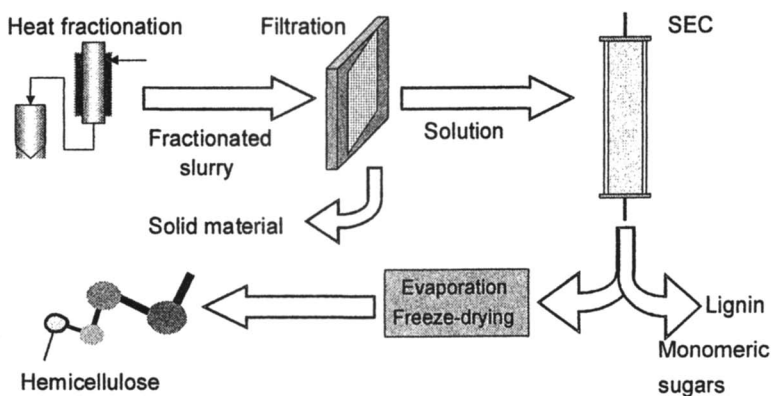 Heat fractionation
Filtration
SEC
Fractionated
slurry
Solution
Solid material
Evaporation
Freeze-drying
Lignin
Monomeric
sugars
Hemicellulose